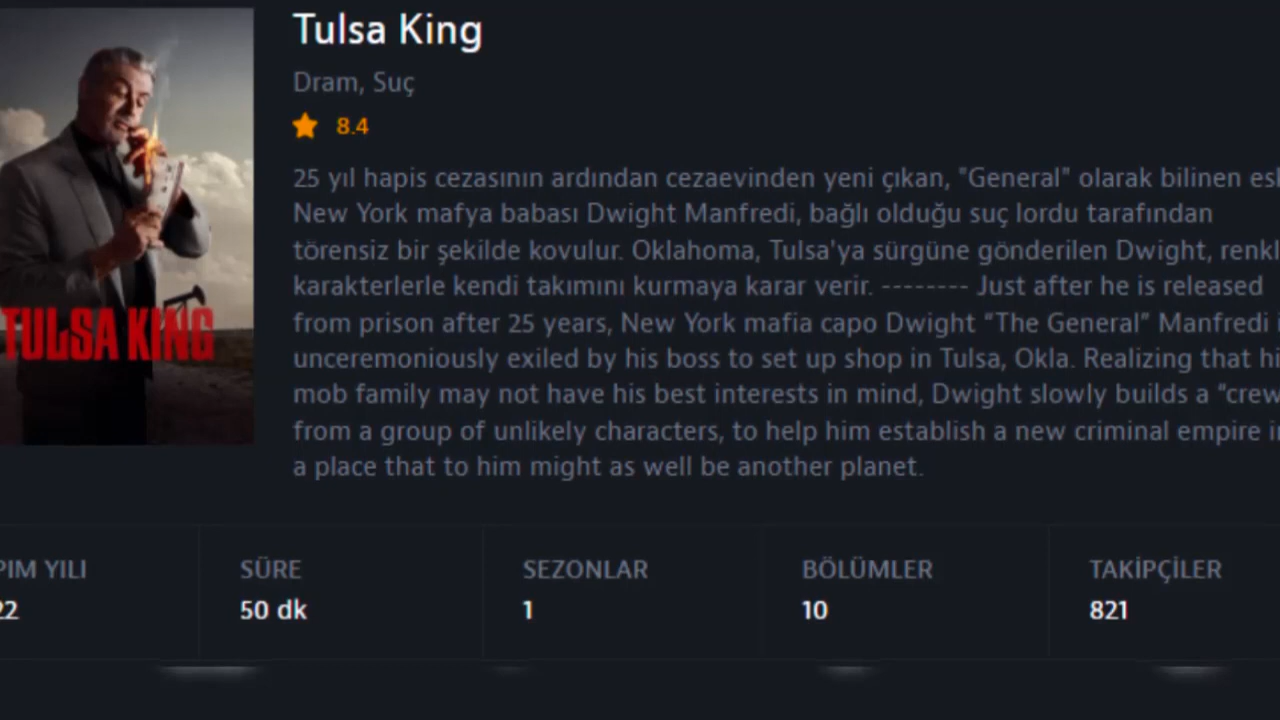 Tulsa King
Dram, Suç
8.4
25 yıl hapis cezasının ardından cezaevinden yeni çıkan, "General" olarak bilinen
New York mafya babası Dwight Manfredi, bağlı olduğu suç lordu tarafından
törensiz bir şekilde kovulur. Oklahoma, Tulsa'ya sürgüne gönderilen Dwight,
karakterlerle kendi takımını kurmaya karar verir. -------- Just after he is released
from prison after 25 years, New York mafia capo Dwight “The General” Manfredi
unceremoniously exiled by his boss to set up shop in Tulsa, Okla. Realizing that
mob family may not have his best interests in mind, Dwight slowly builds a “crew
from a group of unlikely characters, to help him establish a new criminal empire
a place that to him might as well be another planet.
TULSA KING
PIM YILI
22
SÜRE
50 dk
SEZONLAR
1
BÖLÜMLER
10
TAKİPÇİLER
821